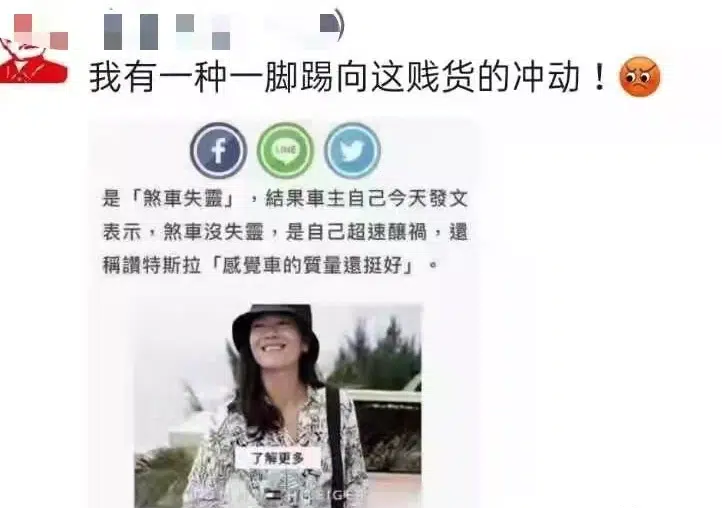 我有一种一脚踢向这贱货的冲动！
f LINE
是「煞車失靈」，結果車主自己今天發文
表示，煞車沒失靈，是自己超速釀禍，還
稱讚特斯拉「感覺車的質量還挺好」。
了解更多